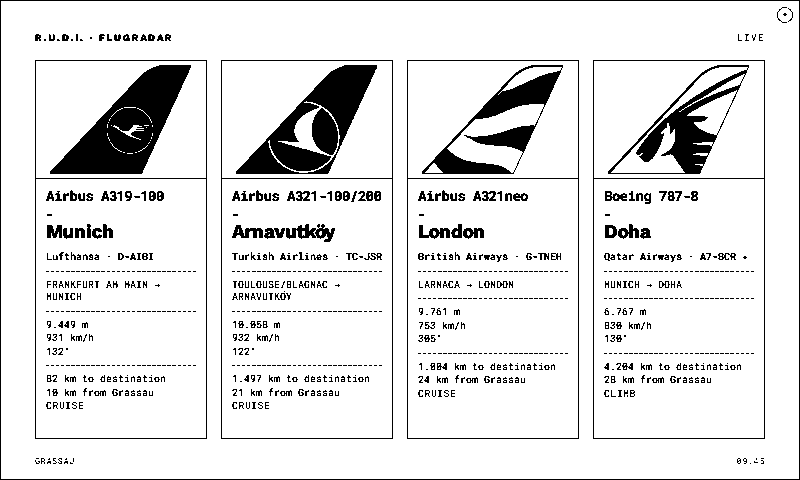 R.U.D.I. · FLUGRADAR
LIVE
Airbus A319-100
-
Munich
Lufthansa · D-AIBI
FRANKFURT AM MAIN →
MUNICH
9.449 m
931 km/h
132°
82 km to destination
10 km from Grassau
CRUISE
Airbus A321-100/200
-
Arnavutköy
Turkish Airlines · TC-JSR
TOULOUSE/BLAGNAC →
ARNAVUTKÖY
10.058 m
932 km/h
122°
1.497 km to destination
21 km from Grassau
CRUISE
Airbus A321neo
-
London
British Airways · G-TNEH
LARNACA → LONDON
9.761 m
753 km/h
305°
1.004 km to destination
24 km from Grassau
CRUISE
Boeing 787-8
-
Doha
Qatar Airways · A7-BCR
MUNICH → DOHA
6.767 m
830 km/h
130°
4.204 km to destination
28 km from Grassau
CLIMB
GRASSAU
09:45